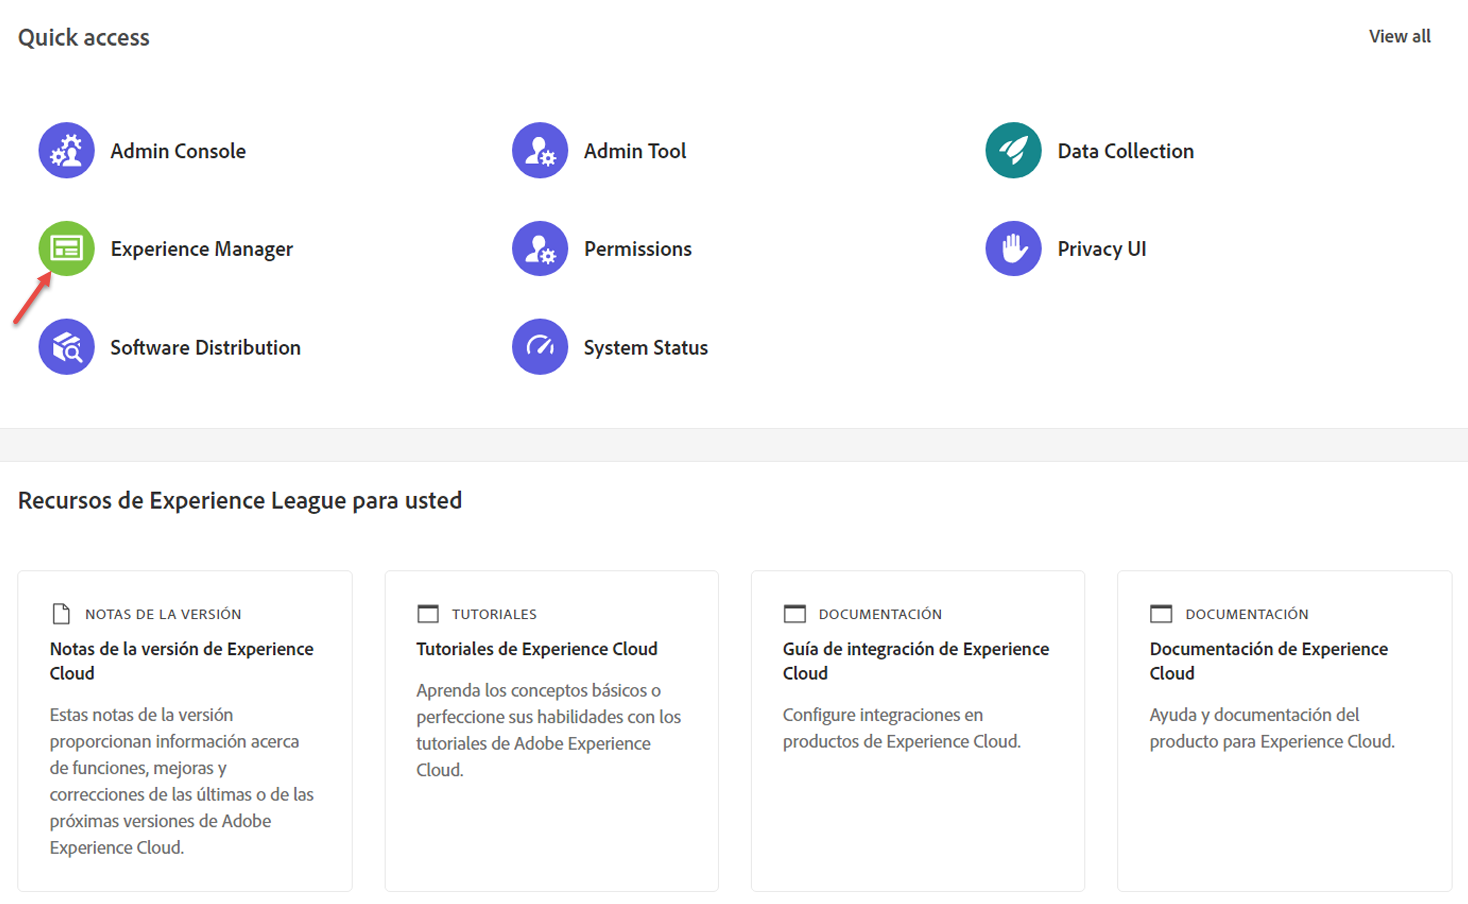 Quick access
View all
Admin Console
Admin Tool
Data Collection
Experience Manager
Permissions
Privacy UI
Software Distribution
System Status
Recursos de Experience League para usted
NOTAS DE LA VERSIÓN
Notas de la versión de Experience
Cloud
Estas notas de la versión
proporcionan información acerca
de funciones, mejoras y
correcciones de las últimas o de las
próximas versiones de Adobe
Experience Cloud.
TUTORIALES
Tutoriales de Experience Cloud
Aprenda los conceptos básicos o
perfeccione sus habilidades con los
tutoriales de Adobe Experience
Cloud.
DOCUMENTACIÓN
Guía de integración de Experience
Cloud
Configure integraciones en
productos de Experience Cloud.
DOCUMENTACIÓN
Documentación de Experience
Cloud
Ayuda y documentación del
producto para Experience Cloud.